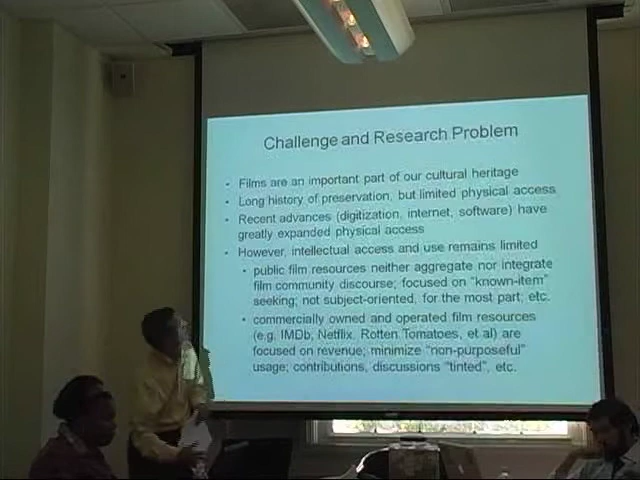 Challenge and Research Problem
- Films are an important part of our cultural heritage
- Long history of preservation, but limited physical access
- Recent advances (digitization, internet, software) have
greatly expanded physical access
- However, intellectual access and use remains limited
• public film resources neither aggregate nor integrate
film community discourse; focused on "known-item"
seeking; not subject-oriented, for the most part, etc.
• commercially owned and operated film resources
(e.g. IMDb, Netflix, Rotten Tomatoes, et al) are
focused on revenue; minimize "non-purposeful"
usage; contributions, discussions "tinted", etc.